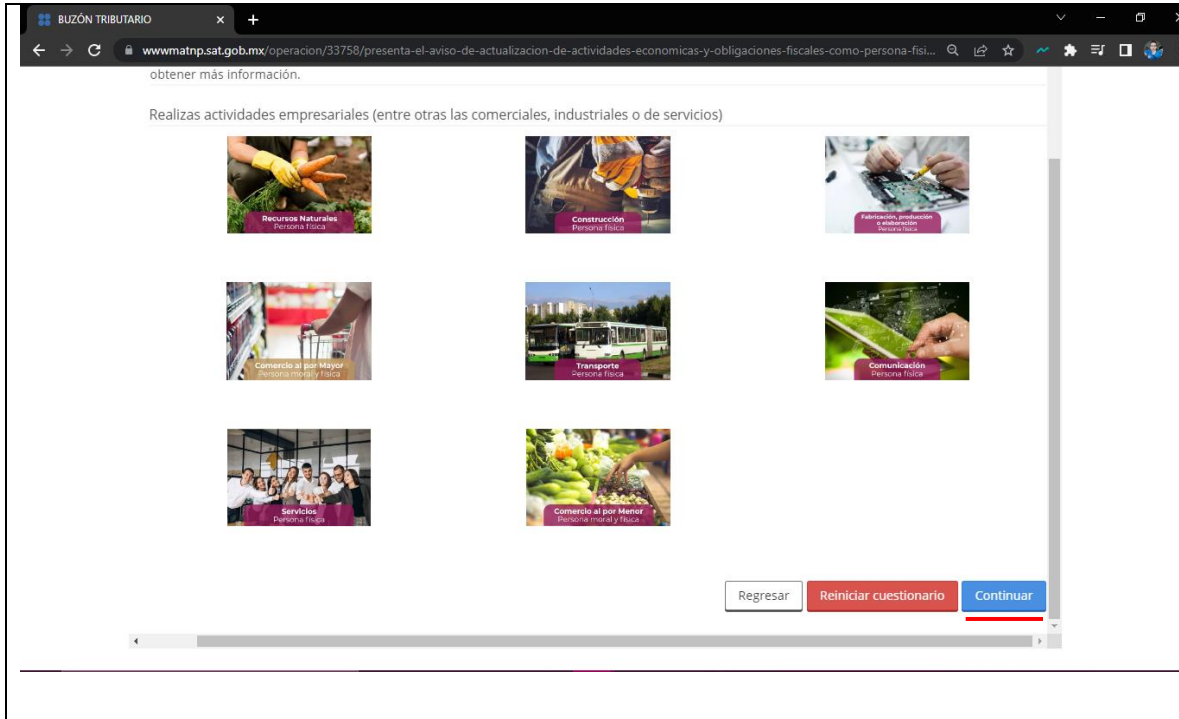 BUZÓN TRIBUTARIO
wwwmatnp.sat.gob.mx/operacion/33758/presenta-el-aviso-de-actualizacion-de-actividades-economicas-y-obligaciones-fiscales-como-persona-fisi...
obtener más información.
Realizas actividades empresariales (entre otras las comerciales, industriales o de servicios)
Recursos Naturales
Persona física
Construcción
Persona física
Fabricación, producción
o elaboración
Persona física
Comercio al por Mayor
Persona moral y física
Transporte
Persona física
Comunicación
Persona física
Servicios
Persona física
Comercio al por Menor
Persona moral y física
Regresar
Reiniciar cuestionario
Continuar